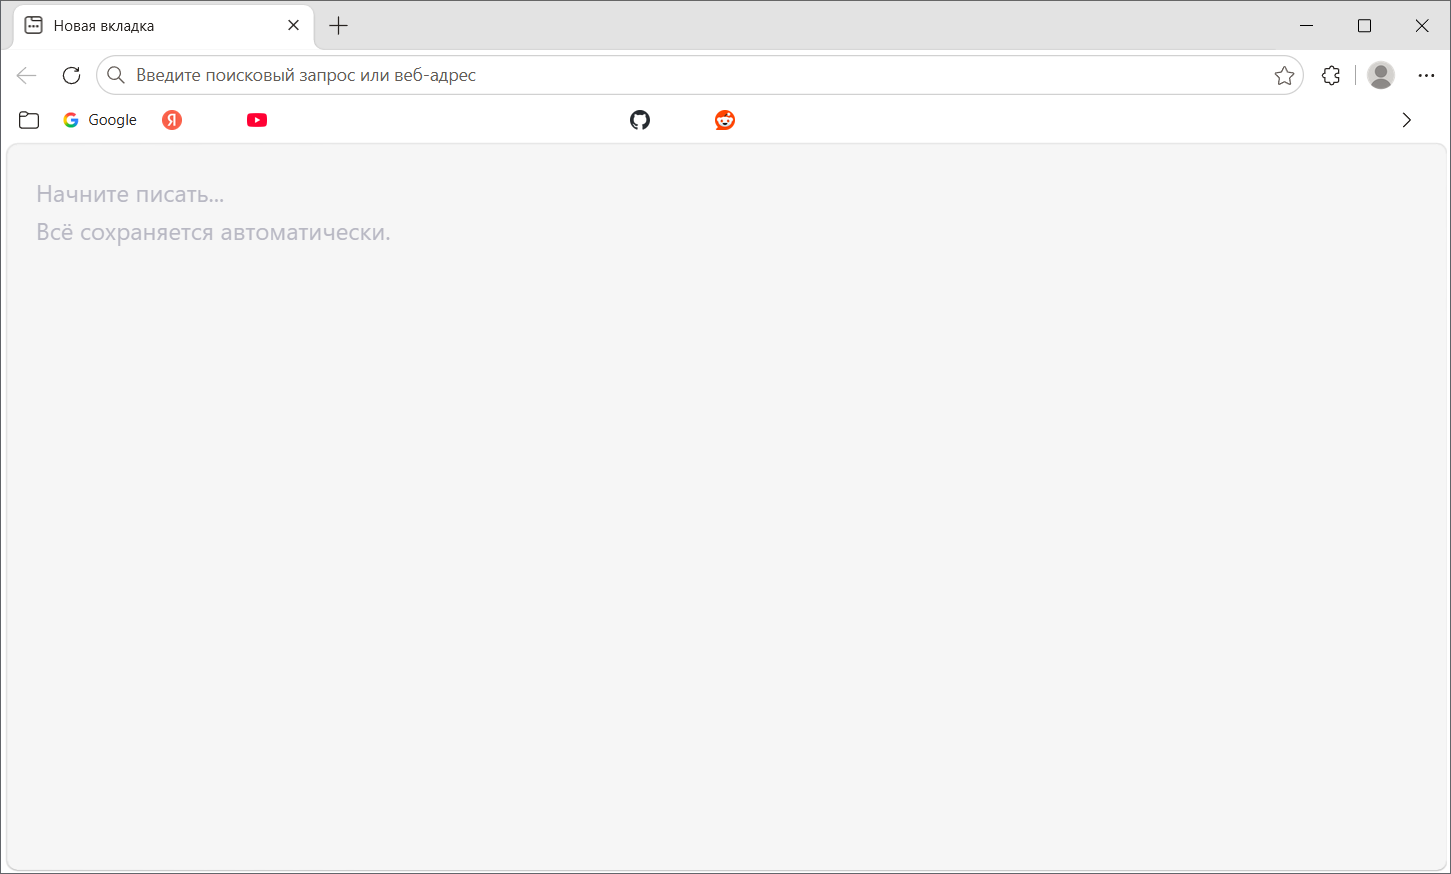 Новая вкладка
Введите поисковый запрос или веб-адрес
Google
Я
Начните писать...
Всё сохраняется автоматически.